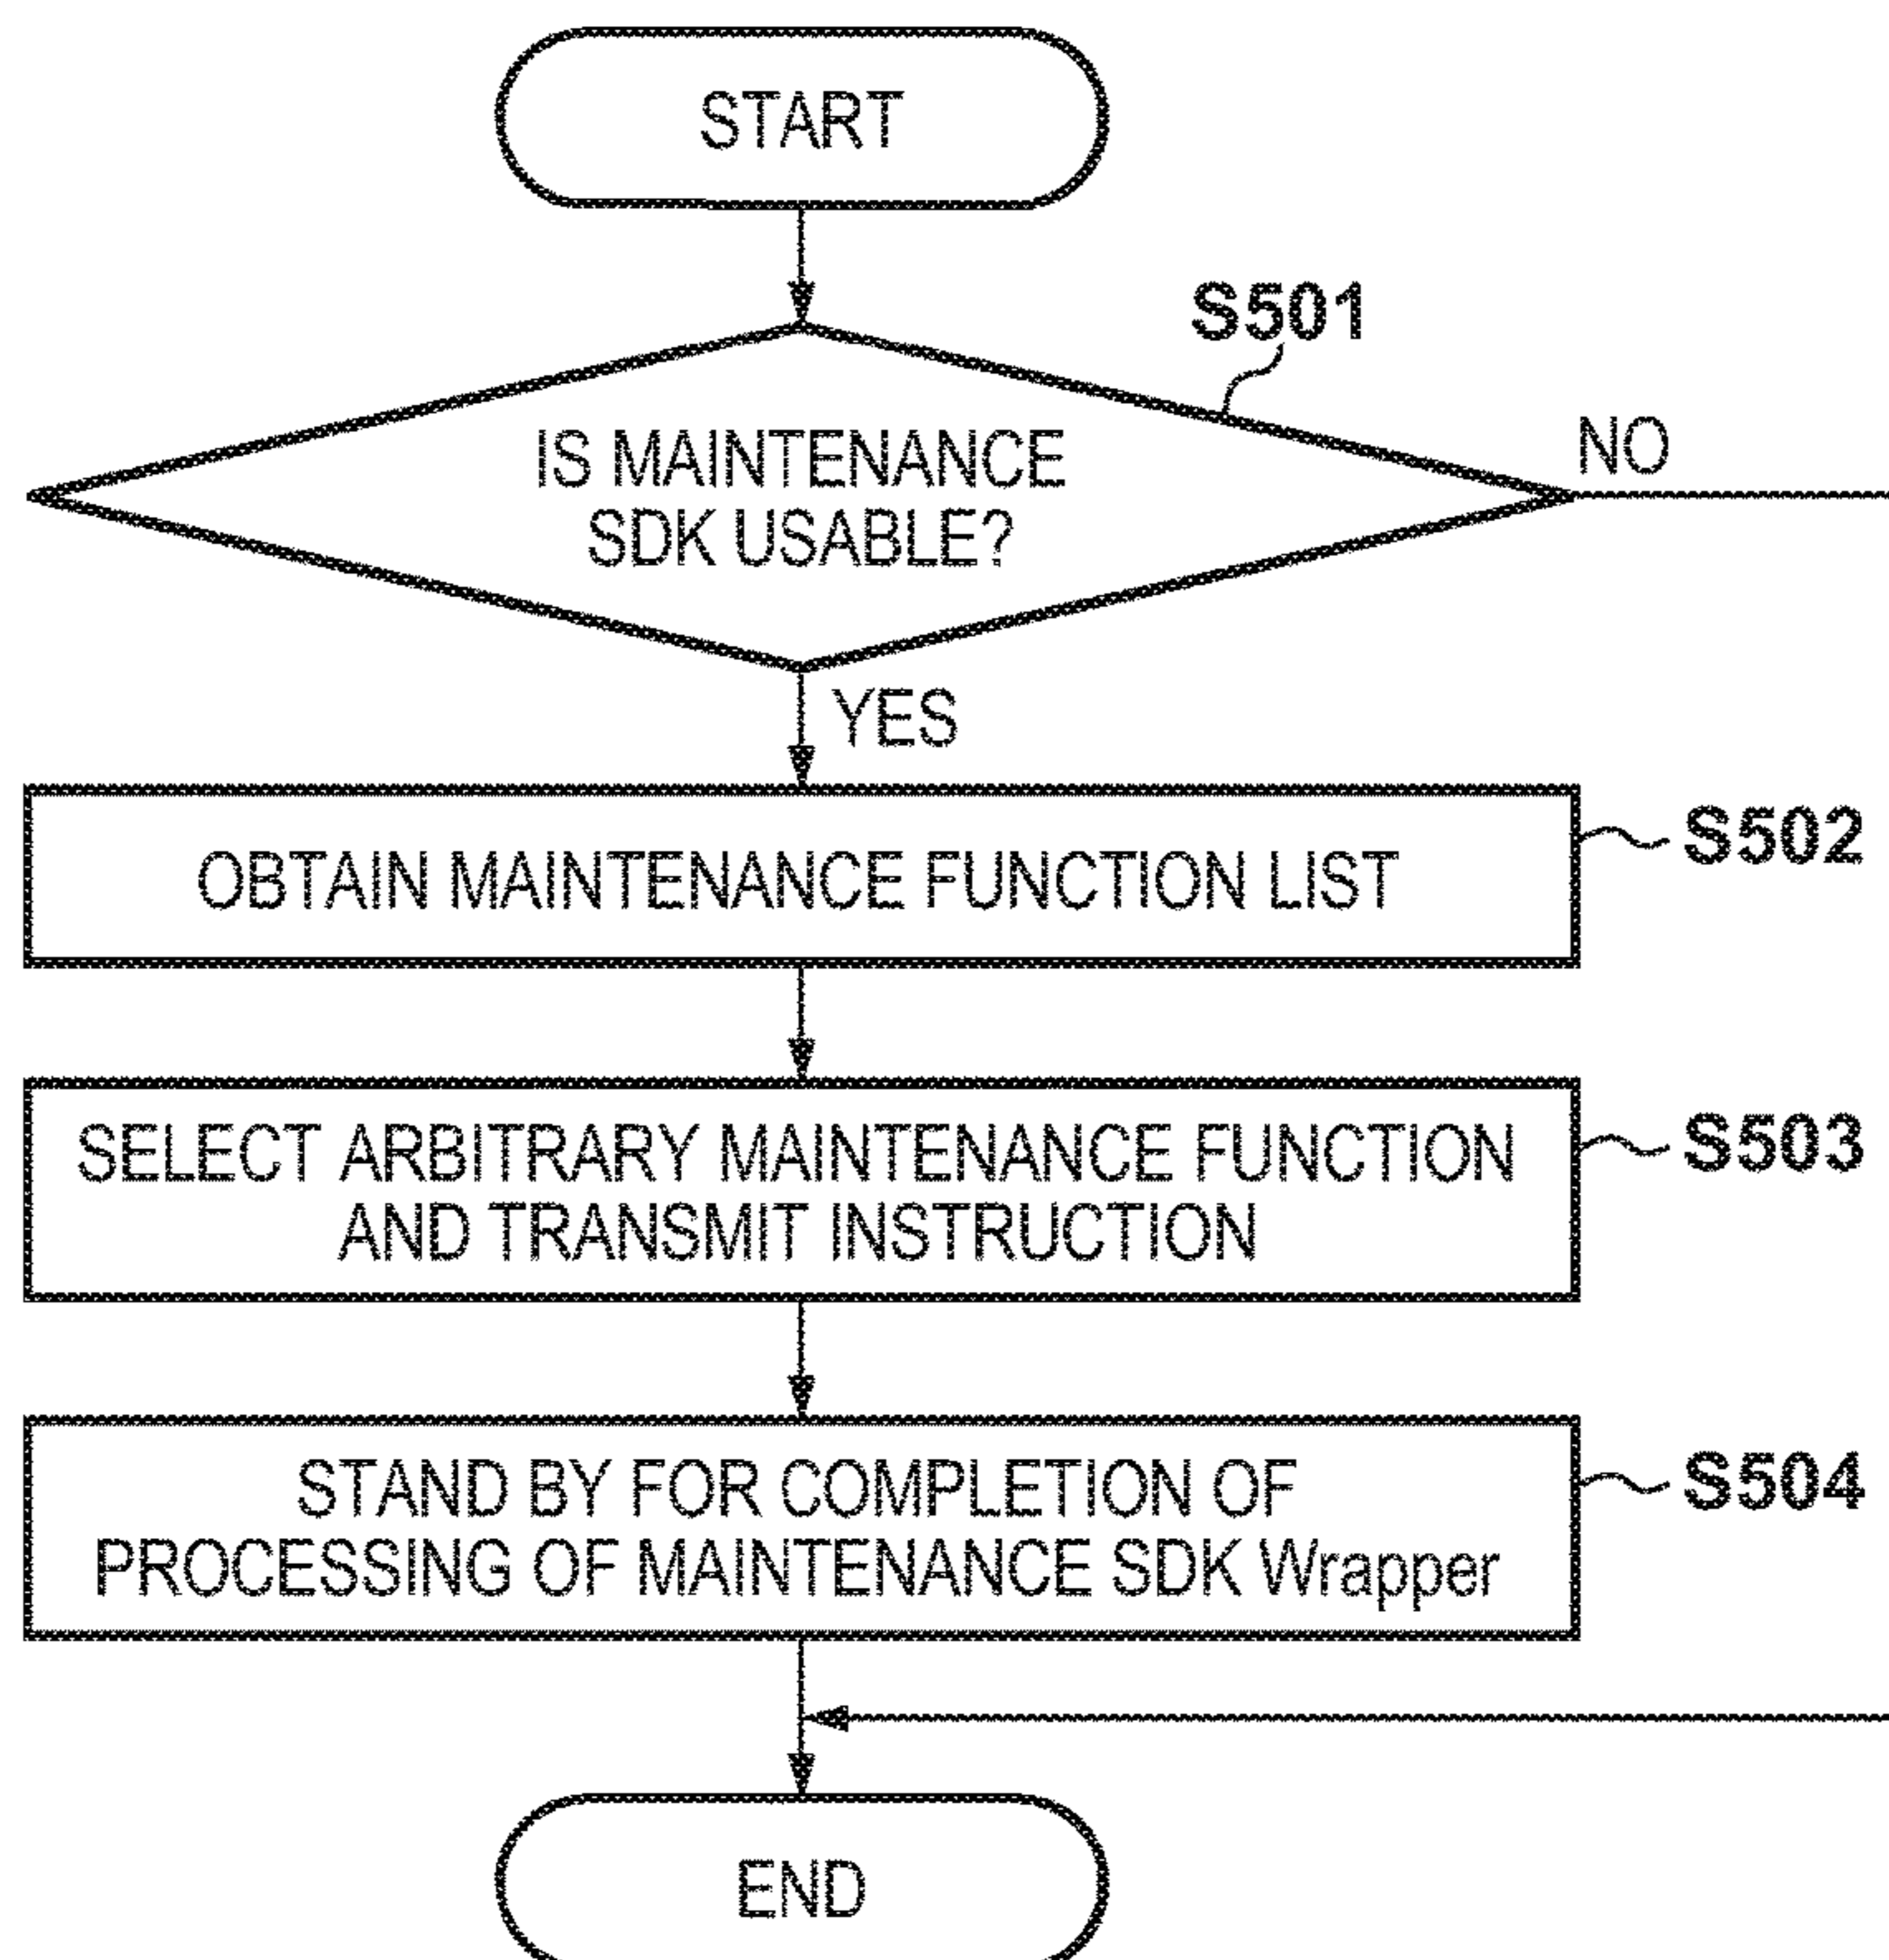 START
S501
IS MAINTENANCE
SDK USABLE?
NO
YES
OBTAIN MAINTENANCE FUNCTION LIST
S502
SELECT ARBITRARY MAINTENANCE FUNCTION
AND TRANSMIT INSTRUCTION
S503
STAND BY FOR COMPLETION OF
PROCESSING OF MAINTENANCE SDK Wrapper
S504
END